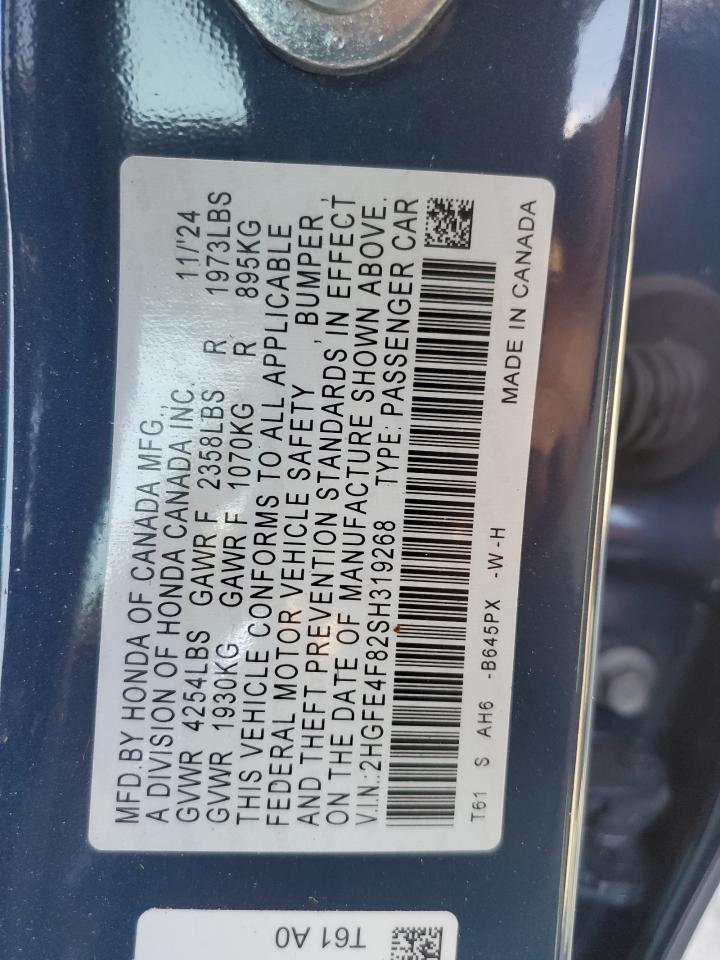 MFD.BY HONDA OF CANADA MFG.,
A DIVISION OF HONDA CANADA INC. 11/'24
GVWR 4254LBS GAWR F 2358LBS R 1973LBS
GVWR 1930KG GAWR F 1070KG R 895KG
THIS VEHICLE CONFORMS TO ALL APPLICABLE
FEDERAL MOTOR VEHICLE SAFETY , BUMPER ,
AND THEFT PREVENTION STANDARDS IN EFFECT
ON THE DATE OF MANUFACTURE SHOWN ABOVE.
V.I.N.:2HGFE4F82SH319268 TYPE: PASSENGER CAR
T61 S AH6 -B645PX -W-H
MADE IN CANADA
T61 A0